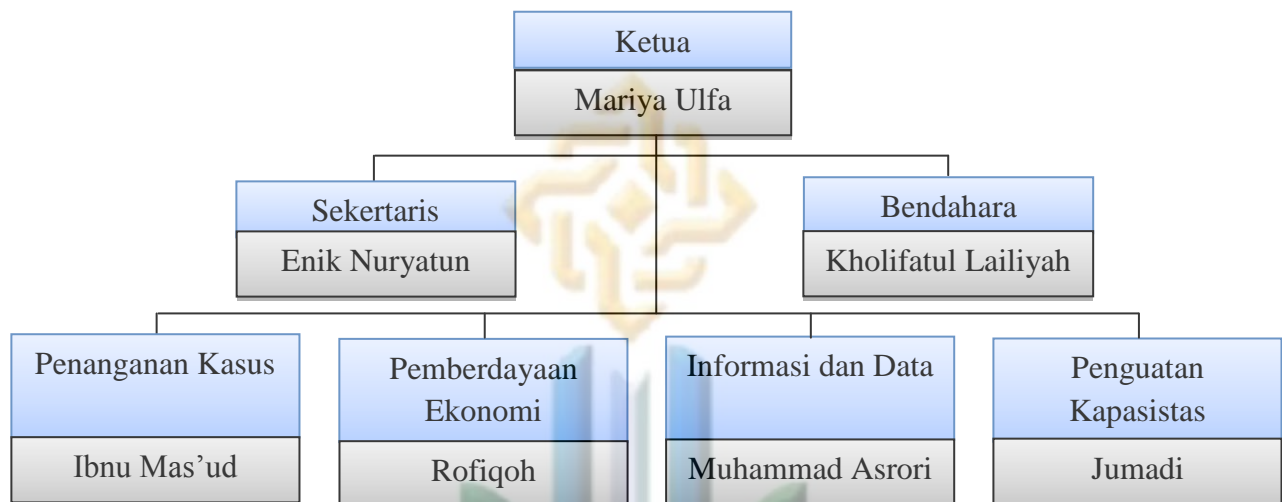 Ketua
Mariya Ulfa
Sekertaris
Enik Nuryatun
Bendahara
Kholifatul Lailiyah
Penanganan Kasus
Ibnu Mas’ud
Pemberdayaan
Ekonomi
Rofiqoh
Informasi dan Data
Muhammad Asrori
Penguatan
Kapasistas
Jumadi